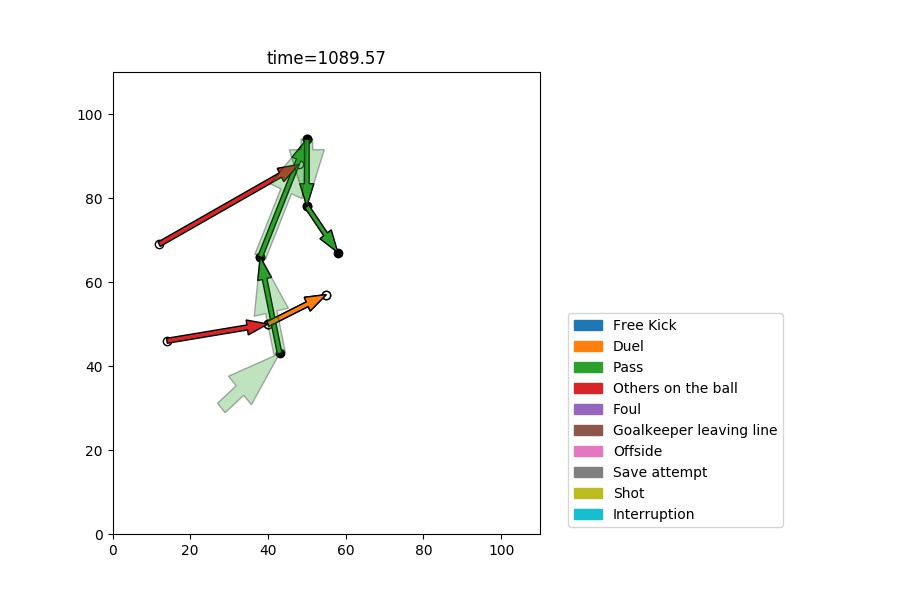 time=1089.57
100
80
60
40
20
0
0 20 40 60 80 100
Free Kick
Duel
Pass
Others on the ball
Foul
Goalkeeper leaving line
Offside
Save attempt
Shot
Interruption